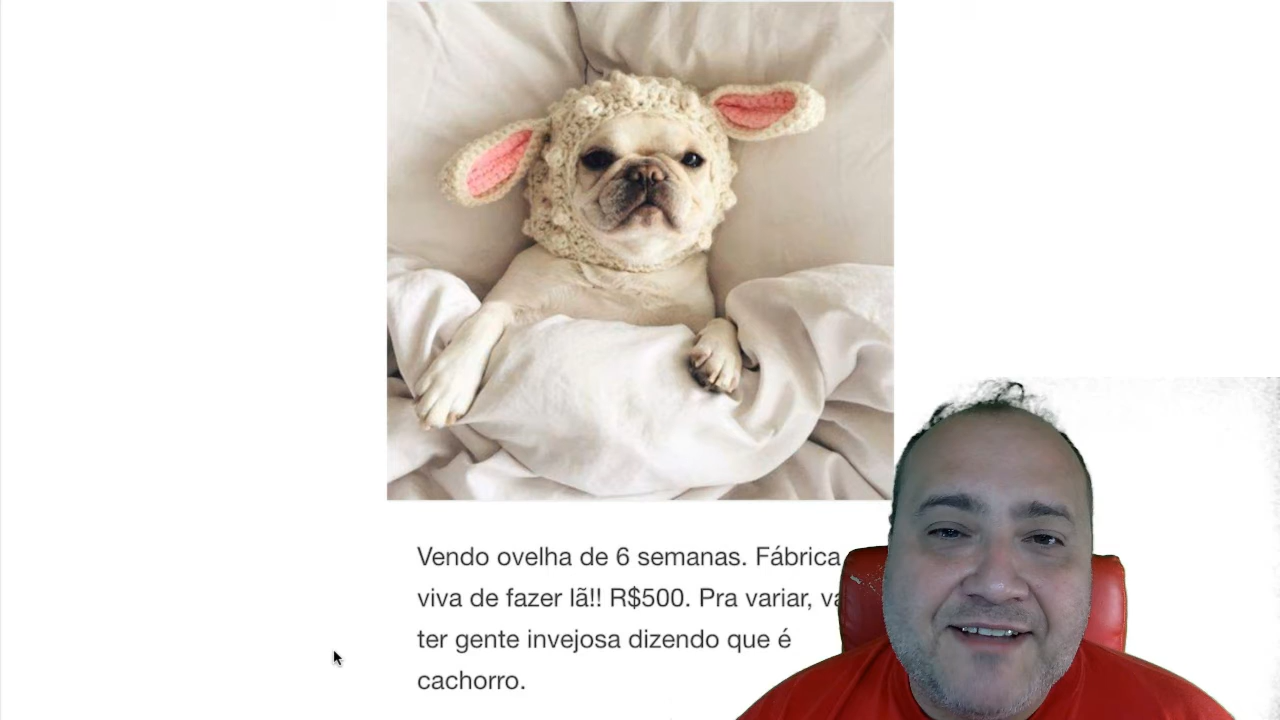 Vendo ovelha de 6 semanas. Fábrica
viva de fazer lã!! R$500. Pra variar,
ter gente invejosa dizendo que é
cachorro.